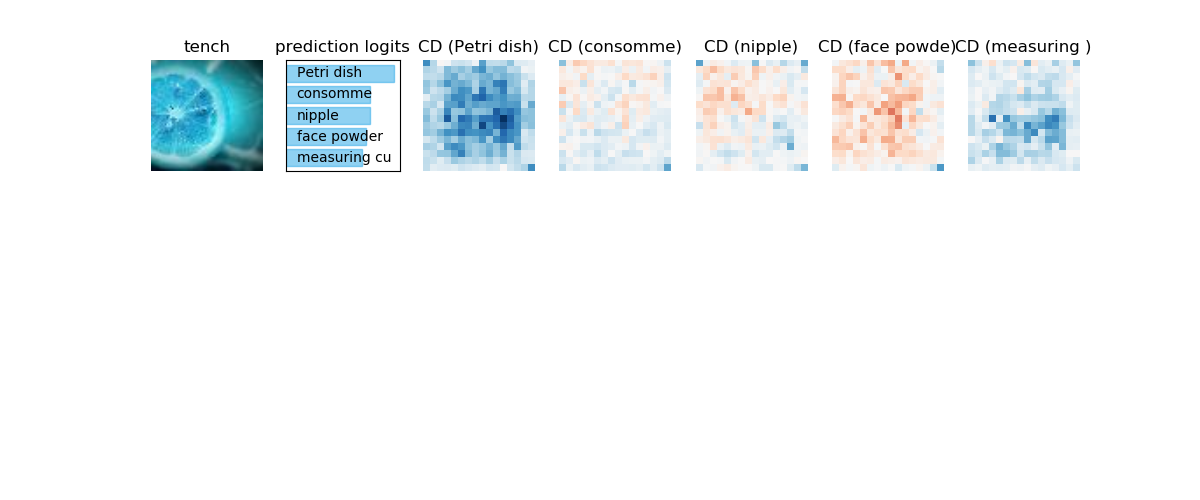 tench prediction logits CD (Petri dish) CD (consomme) CD (nipple) CD (face powde) CD (measuring )
Petri dish
consomme
nipple
face powder
measuring cu